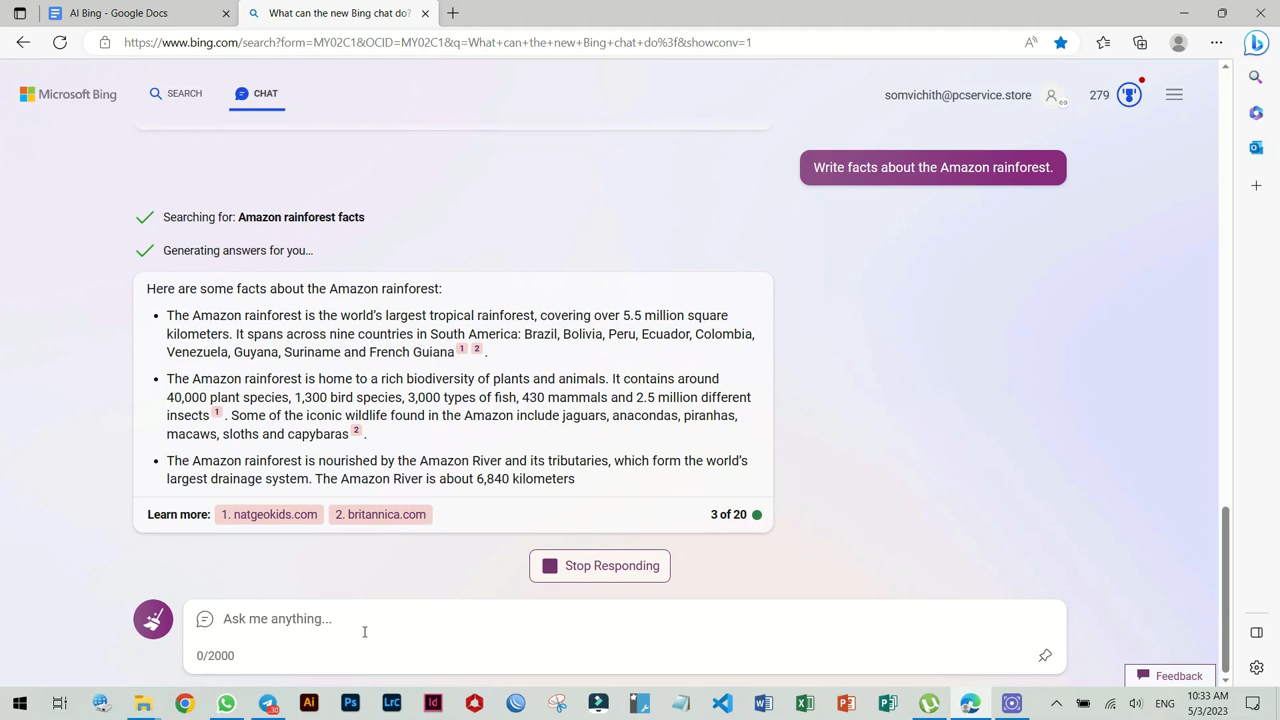 AI Bing - Google Docs
What can the new Bing chat do?
https://www.bing.com/search?form=MY02C1&OCID=MY02C1&q=What+can+the+new+Bing+chat+do%3f&showconv=1
Microsoft Bing
SEARCH
CHAT
somvichith@pcservice.store
279
Write facts about the Amazon rainforest.
Searching for: Amazon rainforest facts
Generating answers for you...
Here are some facts about the Amazon rainforest:
• The Amazon rainforest is the world's largest tropical rainforest, covering over 5.5 million square
kilometers. It spans across nine countries in South America: Brazil, Bolivia, Peru, Ecuador, Colombia,
Venezuela, Guyana, Suriname and French Guiana 1 2 .
• The Amazon rainforest is home to a rich biodiversity of plants and animals. It contains around
40,000 plant species, 1,300 bird species, 3,000 types of fish, 430 mammals and 2.5 million different
insects 1 . Some of the iconic wildlife found in the Amazon include jaguars, anacondas, piranhas,
macaws, sloths and capybaras 2 .
• The Amazon rainforest is nourished by the Amazon River and its tributaries, which form the world's
largest drainage system. The Amazon River is about 6,840 kilometers
Learn more: 1. natgeokids.com 2. britannica.com 3 of 20
Stop Responding
Ask me anything...
0/2000
Feedback
Ai
Ps
Lrc
Id
ENG
10:33 AM
5/3/2023